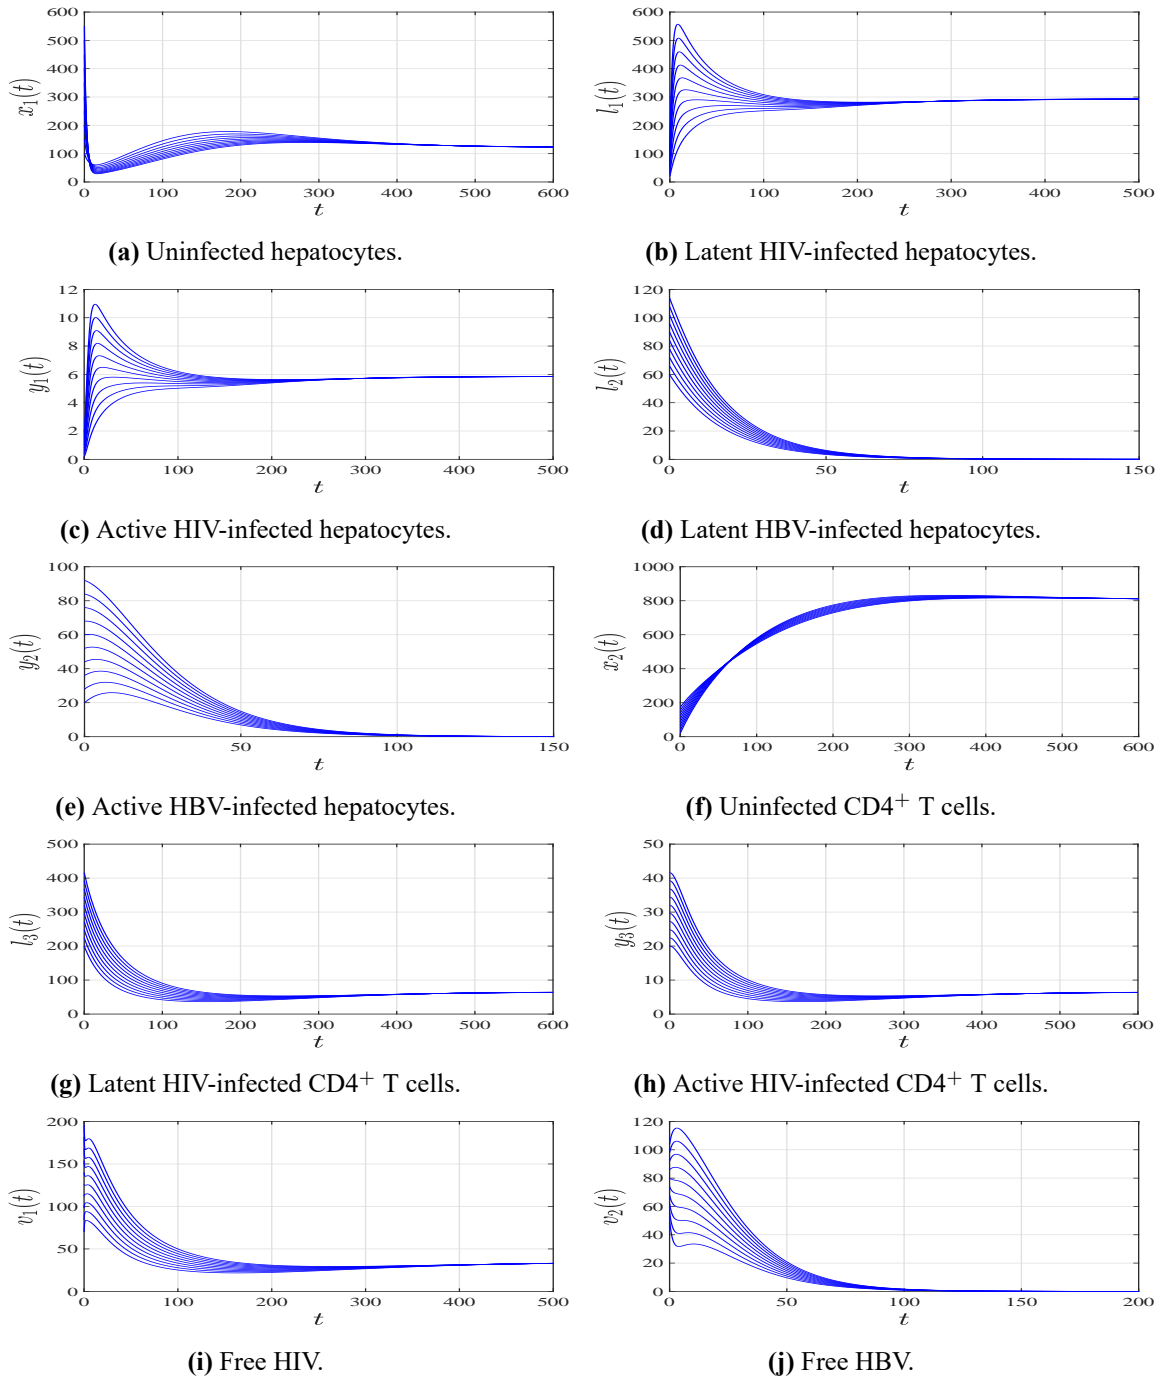 600
500
400
300
200
100
0
x₁(t)
0 100 200 300 400 500 600
t
600
500
400
300
200
100
0
l₁(t)
0 100 200 300 400 500
t
(a) Uninfected hepatocytes.
(b) Latent HIV-infected hepatocytes.
12
10
8
6
4
2
0
y₁(t)
0 100 200 300 400 500
t
120
100
80
60
40
20
0
l₂(t)
0 50 100 150
t
(c) Active HIV-infected hepatocytes.
(d) Latent HBV-infected hepatocytes.
100
80
60
40
20
0
y₂(t)
0 50 100 150
t
1000
800
600
400
200
0
x₂(t)
0 100 200 300 400 500 600
t
(e) Active HBV-infected hepatocytes.
(f) Uninfected CD4⁺ T cells.
500
400
300
200
100
0
l₃(t)
0 100 200 300 400 500 600
t
50
40
30
20
10
0
y₃(t)
0 100 200 300 400 500 600
t
(g) Latent HIV-infected CD4⁺ T cells.
(h) Active HIV-infected CD4⁺ T cells.
200
150
100
50
0
v₁(t)
0 100 200 300 400 500
t
120
100
80
60
40
20
0
v₂(t)
0 50 100 150 200
t
(i) Free HIV.
(j) Free HBV.